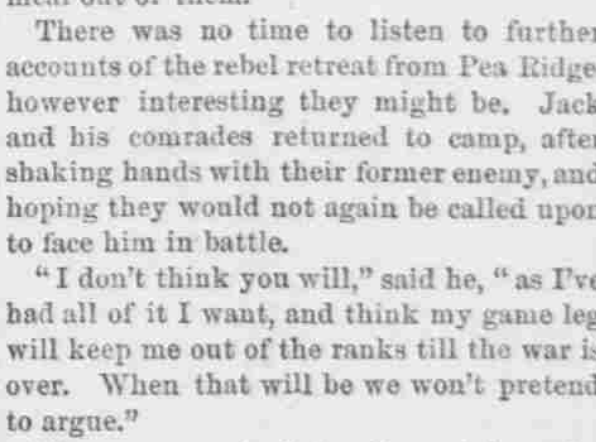 There was no time to listen to further
accounts of the rebel retreat from Pea Ridge
however interesting they might be. Jack
and his comrades returned to camp, after
shaking hands with their former enemy, and
hoping they would not again be called upon
to face him in battle.
"I don't think you will," said he, "as I've
had all of it I want, and think my game leg
will keep me out of the ranks till the war is
over. When that will be we won't pretend
to argue."